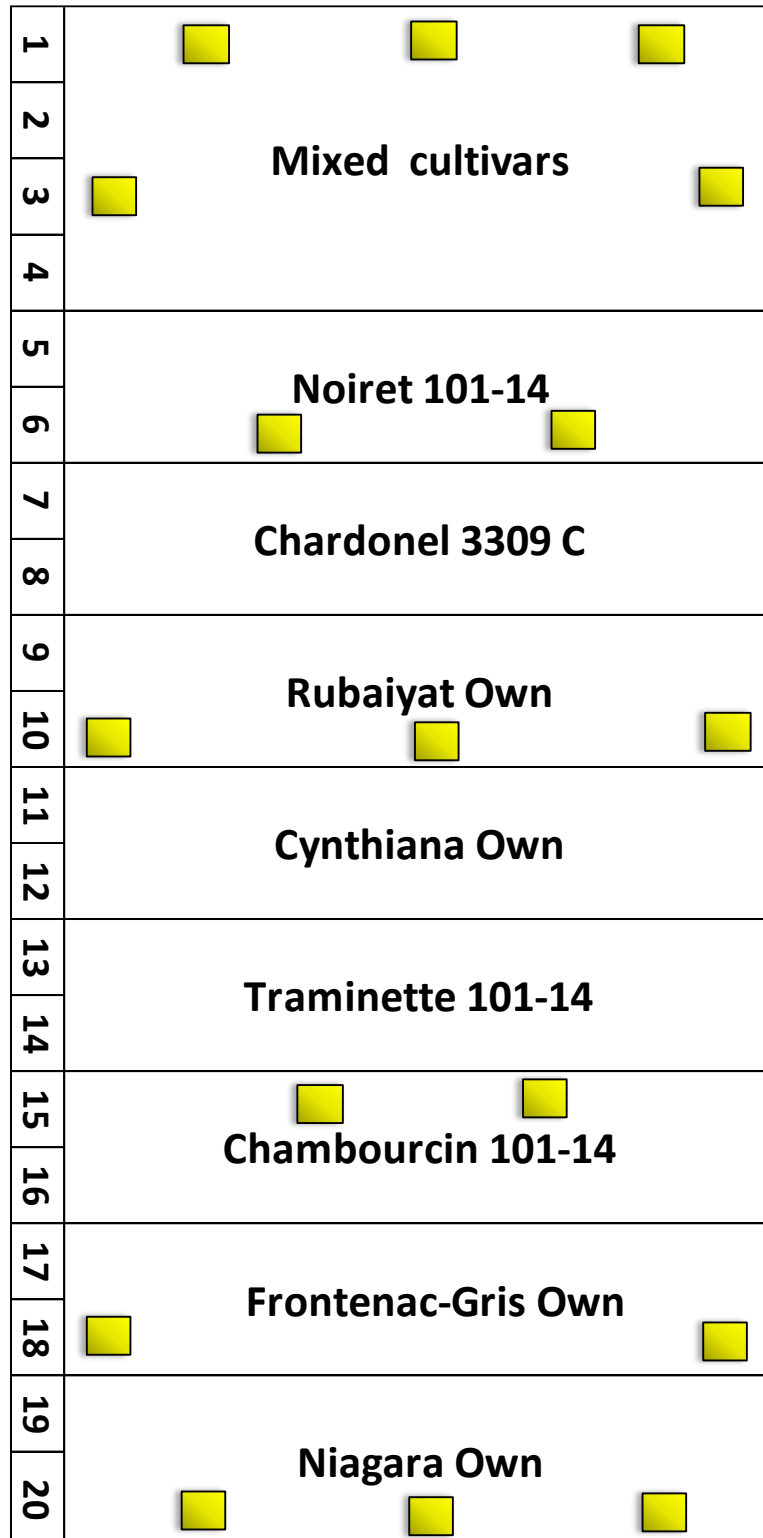 1
2
Mixed cultivars
3
4
5
Noiret 101-14
6
7
Chardonel 3309 C
8
9
Rubaiyat Own
10
11
Cynthiana Own
12
13
Traminette 101-14
14
15
Chambourcin 101-14
16
17
Frontenac-Gris Own
18
19
Niagara Own
20